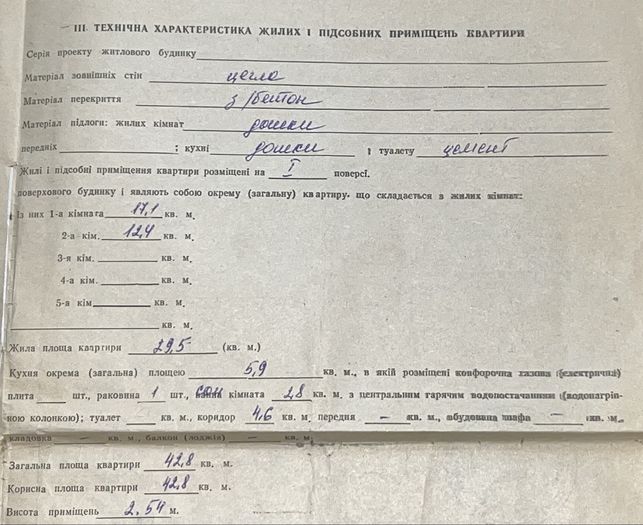 III. ТЕХНІЧНА ХАРАКТЕРИСТИКА ЖИЛИХ І ПІДСОБНИХ ПРИМІЩЕНЬ КВАРТИРИ
Серія проекту житлового будинку
Матеріал зовнішніх стін цегла
Матеріал перекриття з/бетон
Матеріал підлоги: жилих кімнат дошки
передніх ; кухні дошки ; туалету цемент
Жилі і підсобні приміщення квартири розміщені на I поверсі.
поверхового будинку і являють собою окрему (загальну) квартиру, що складається в жилих кімнат:
Із них 1-а кімната 17,1 кв. м.
2-а кім. 12,4 кв. м.
3-я кім. кв. м.
4-а кім. кв. м.
5-а кім. кв. м.
кв. м.
Жила площа квартири 29,5 (кв. м.)
Кухня окрема (загальна) площею 5,9 кв. м., в якій розміщені конфорочна газова (електрична)
плита шт., раковина 1 шт., кімната 2,8 кв. м. з центральним гарячим водопостачанням (водонагрів-
ною колонкою); туалет кв. м., коридор 4,6 кв. м. передня — кв. м., вбудована шафа — кв. м.
кладовка — кв. м., балкон (лоджія) — кв. м.
Загальна площа квартири 42,8 кв. м.
Корисна площа квартири 42,8 кв. м.
Висота приміщень 2,54 м.